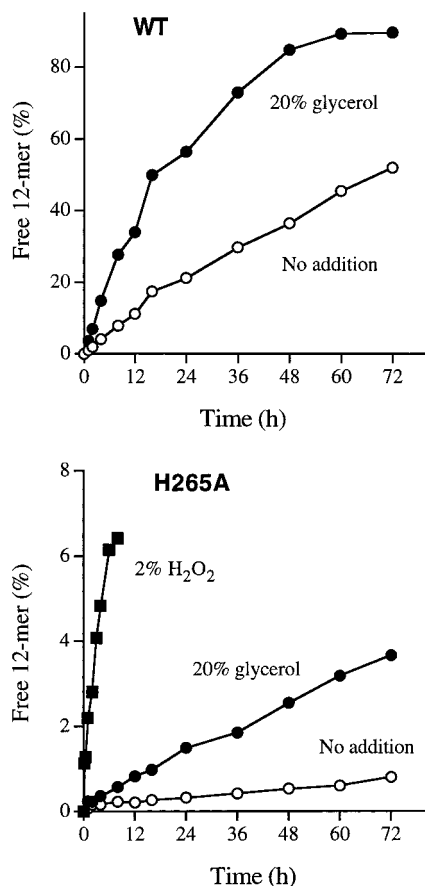 WT
80
60
40
20
0
Free 12-mer (%)
20% glycerol
No addition
0 12 24 36 48 60 72
Time (h)
H265A
8
6
4
2
0
Free 12-mer (%)
2% H₂O₂
20% glycerol
No addition
0 12 24 36 48 60 72
Time (h)